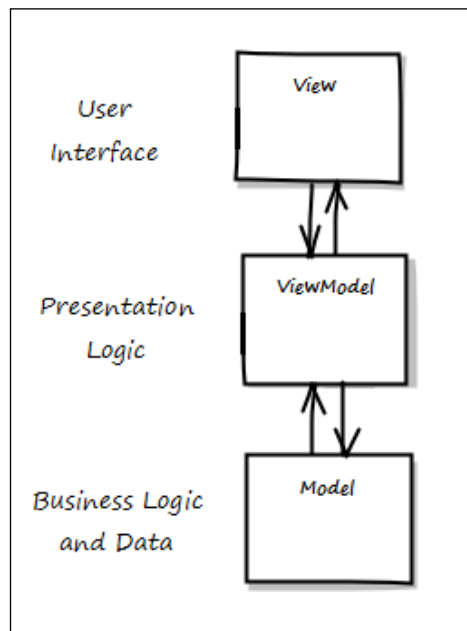 View
User
Interface
ViewModel
Presentation
Logic
Model
Business Logic
and Data